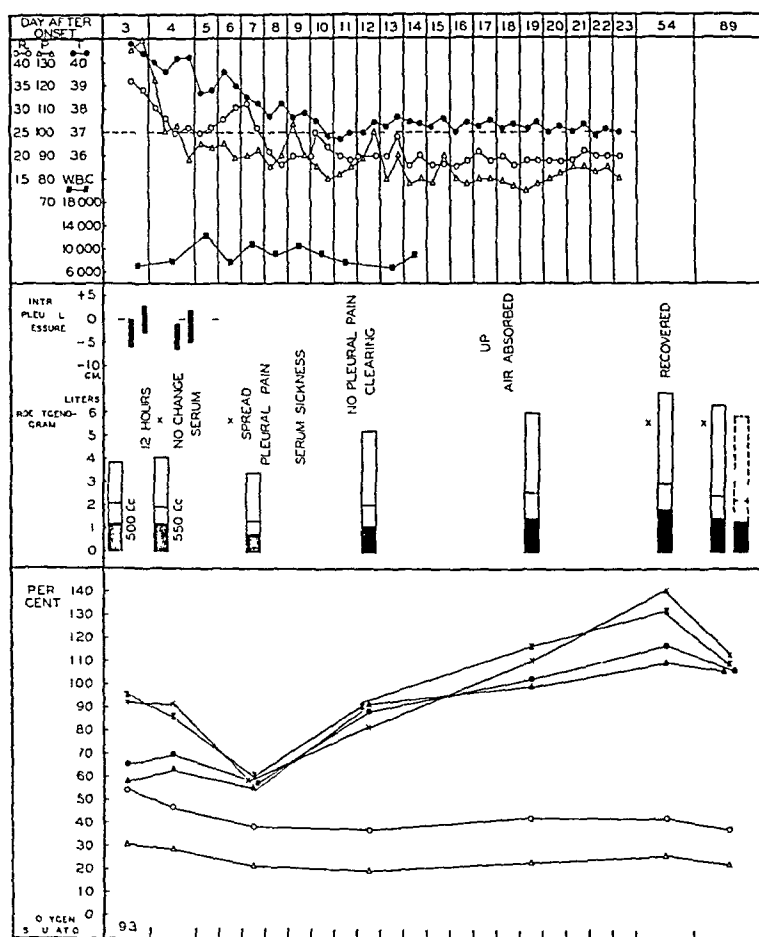 DAY AFTER ONSET 3 4 5 6 7 8 9 10 11 12 13 14 15 16 17 18 19 20 21 22 23 54 89
R P T
40 130 40
35 120 39
30 110 38
25 100 37
20 90 36
15 80 W.B.C
70 18000
14000
10000
6000
INTR
PLEU L
ESSURE
+5
0
-5
-10
CM.
LITERS
ROE TGENO-
GRAM
6
5
4
3
2
1
0
500 CC
12 HOURS
x
NO CHANGE
SERUM
550 CC
x
SPREAD
PLEURAL PAIN
SERUM SICKNESS
NO PLEURAL PAIN
CLEARING
UP
AIR ABSORBED
x
RECOVERED
x
PER CENT
140
130
120
110
100
90
80
70
60
50
40
30
20
10
0
O YGEN
S U ATO
93